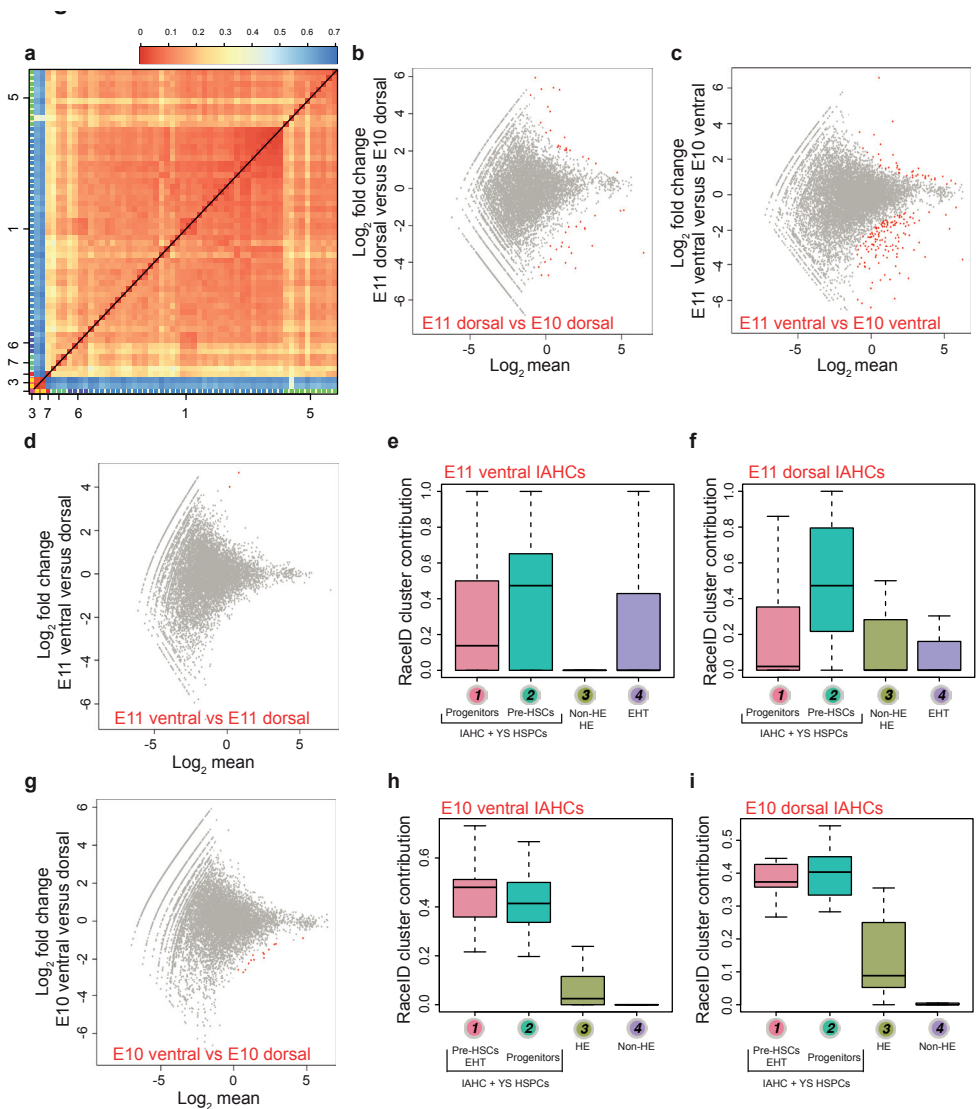 0 0.1 0.2 0.3 0.4 0.5 0.6 0.7
a
5
1
6
7
3
3 7 6 1 5
b
Log2 fold change
E11 dorsal versus E10 dorsal
6
4
2
0
-2
-4
-6
E11 dorsal vs E10 dorsal
-5 0 5
Log2 mean
c
Log2 fold change
E11 ventral versus E10 ventral
6
4
2
0
-2
-4
-6
E11 ventral vs E10 ventral
-5 0 5
Log2 mean
d
Log2 fold change
E11 ventral versus dorsal
4
2
0
-2
-4
-6
E11 ventral vs E11 dorsal
-5 0 5
Log2 mean
e
E11 ventral IAHCs
RaceID cluster contribution
1.0
0.8
0.6
0.4
0.2
0.0
1 2 3 4
Progenitors Pre-HSCs Non-HE EHT
HE
IAHC + YS HSPCs
f
E11 dorsal IAHCs
RaceID cluster contribution
1.0
0.8
0.6
0.4
0.2
0.0
1 2 3 4
Progenitors Pre-HSCs Non-HE EHT
HE
IAHC + YS HSPCs
g
Log2 fold change
E10 ventral versus dorsal
6
4
2
0
-2
-4
-6
E10 ventral vs E10 dorsal
-5 0 5
Log2 mean
h
E10 ventral IAHCs
RaceID cluster contribution
0.6
0.4
0.2
0.0
1 2 3 4
Pre-HSCs Progenitors HE Non-HE
EHT
IAHC + YS HSPCs
i
E10 dorsal IAHCs
RaceID cluster contribution
0.5
0.4
0.3
0.2
0.1
0.0
1 2 3 4
Pre-HSCs Progenitors HE Non-HE
EHT
IAHC + YS HSPCs